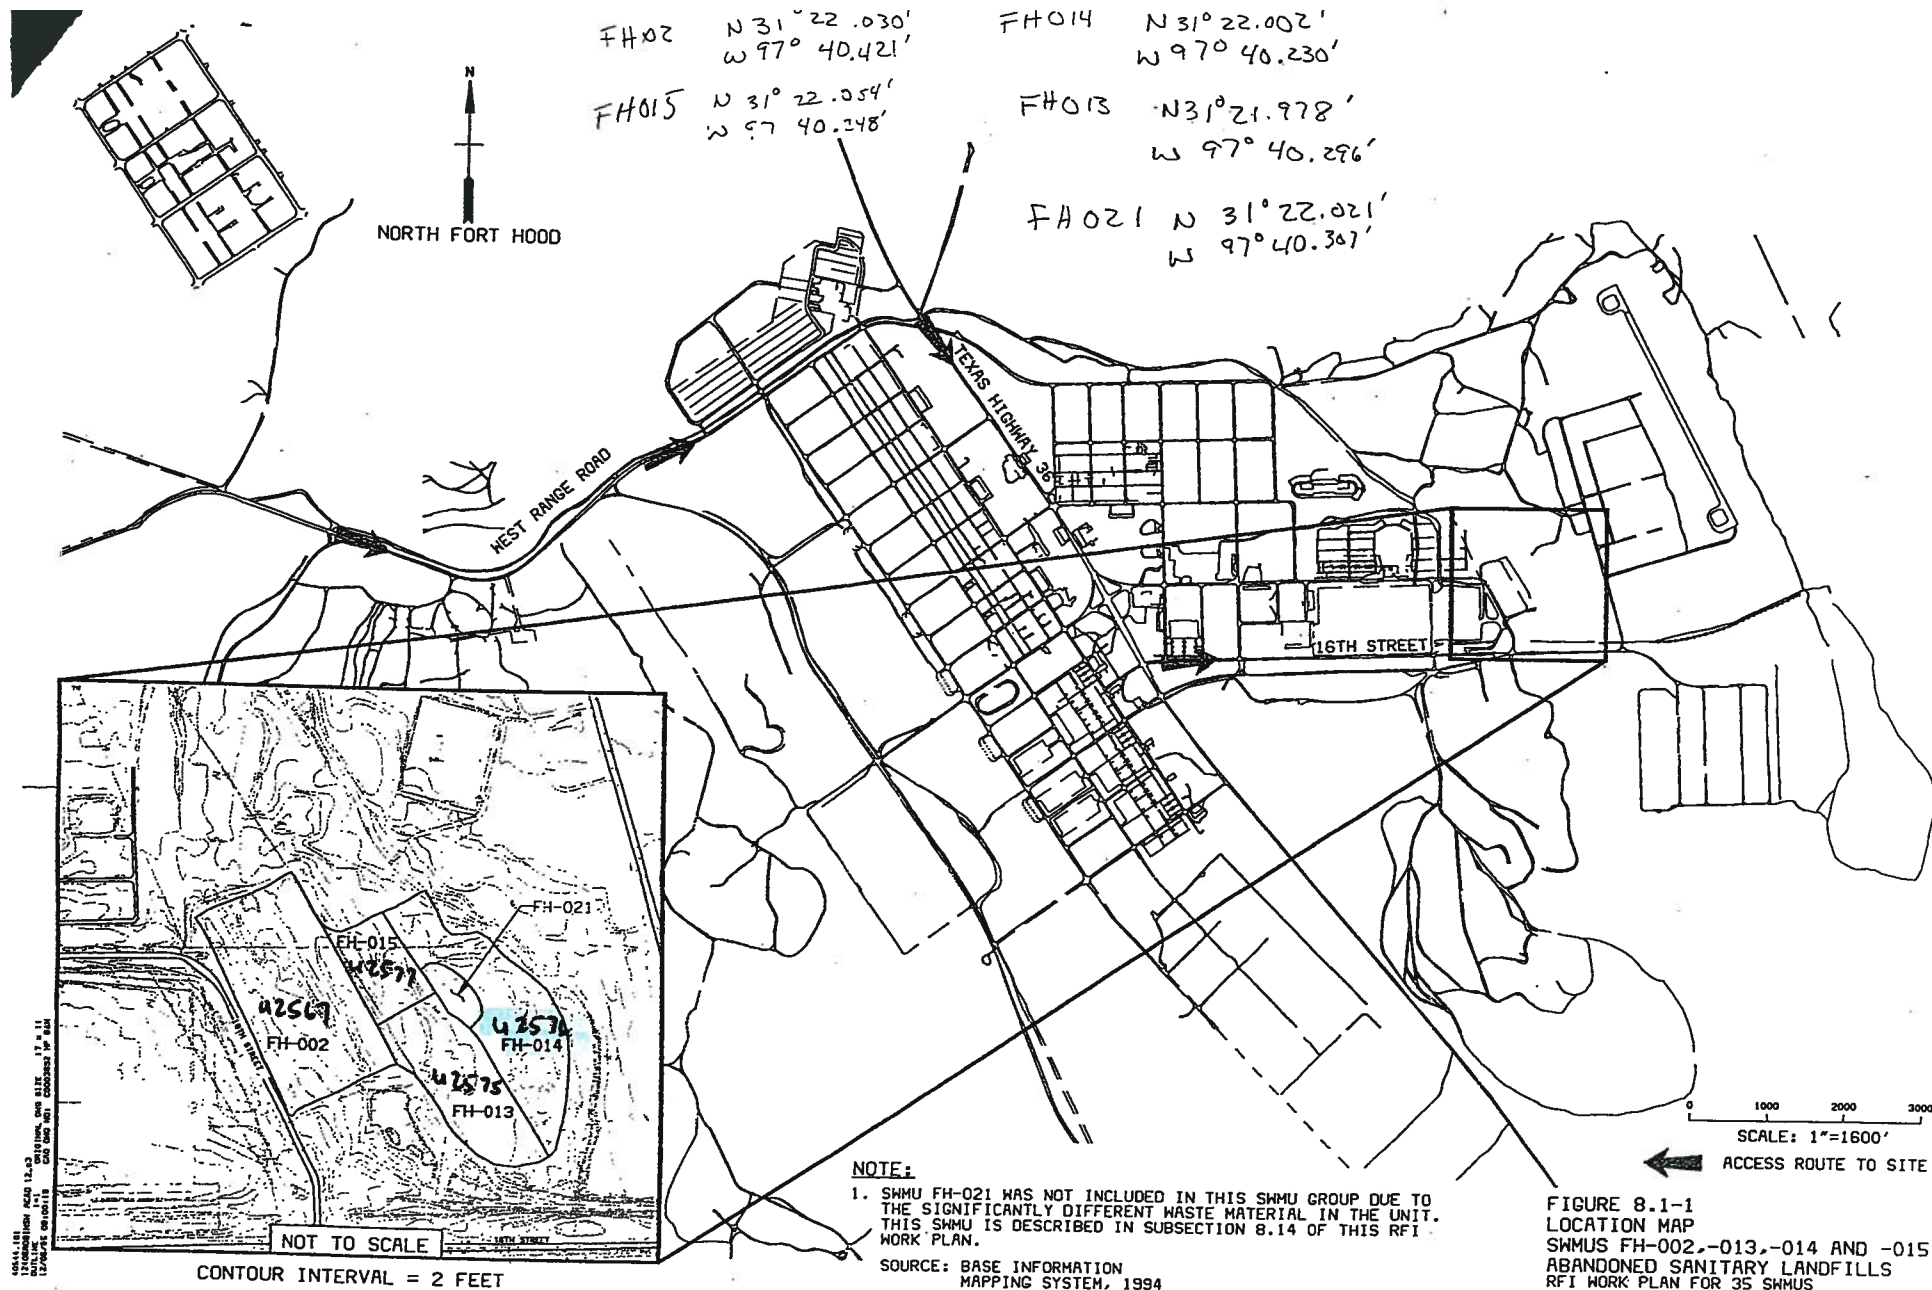 FH02 N 31° 22.030'
W 97° 40.421'
FH014 N 31° 22.002'
W 97° 40.230'
FH015 N 31° 22.054'
W 97 40.248'
FH013 N 31° 21.978'
W 97° 40.296'
FH021 N 31° 22.021'
W 97° 40.307'
N
NORTH FORT HOOD
TEXAS HIGHWAY 36
WEST RANGE ROAD
16TH STREET
FH-021
FH-015
42567
FH-002
FH-014
42575
FH-013
16TH STREET
16TH STREET
NOT TO SCALE
CONTOUR INTERVAL = 2 FEET
0 1000 2000 3000
SCALE: 1"=1600'
ACCESS ROUTE TO SITE
NOTE:
1. SWMU FH-021 WAS NOT INCLUDED IN THIS SWMU GROUP DUE TO
THE SIGNIFICANTLY DIFFERENT WASTE MATERIAL IN THE UNIT.
THIS SWMU IS DESCRIBED IN SUBSECTION 8.14 OF THIS RFI
WORK PLAN.
SOURCE: BASE INFORMATION
MAPPING SYSTEM, 1994
FIGURE 8.1-1
LOCATION MAP
SWMUS FH-002,-013,-014 AND -015
ABANDONED SANITARY LANDFILLS
RFI WORK PLAN FOR 35 SWMUS